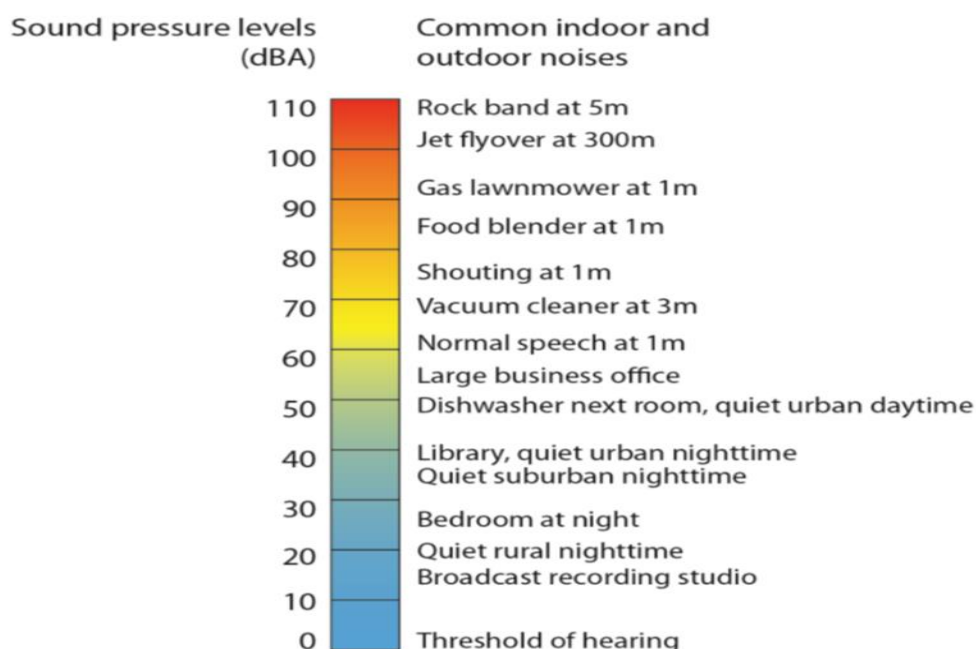 Sound pressure levels
(dBA)
Common indoor and
outdoor noises
110
Rock band at 5m
Jet flyover at 300m
100
Gas lawnmower at 1m
90
Food blender at 1m
80
Shouting at 1m
70
Vacuum cleaner at 3m
Normal speech at 1m
60
Large business office
50
Dishwasher next room, quiet urban daytime
40
Library, quiet urban nighttime
Quiet suburban nighttime
30
Bedroom at night
20
Quiet rural nighttime
Broadcast recording studio
10
0
Threshold of hearing